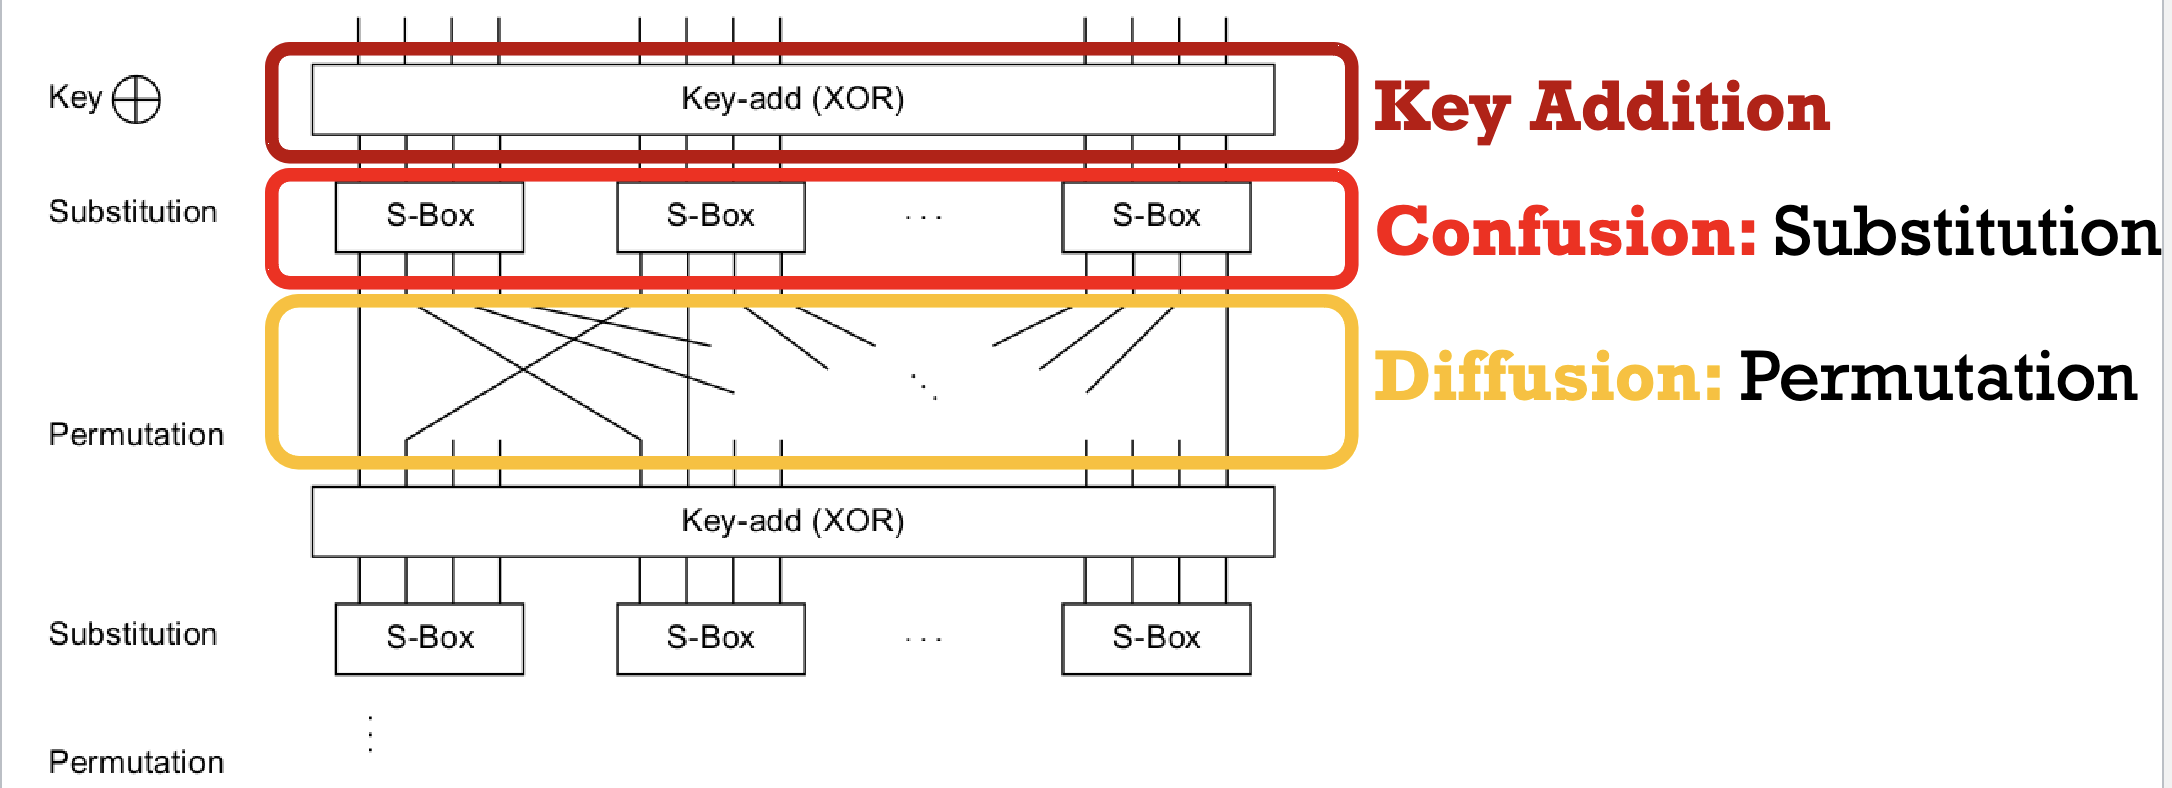 Key
Key-add (XOR)
Key Addition
Substitution
S-Box
S-Box
...
S-Box
Confusion: Substitution
Diffusion: Permutation
Permutation
Key-add (XOR)
Substitution
S-Box
S-Box
...
S-Box
Permutation